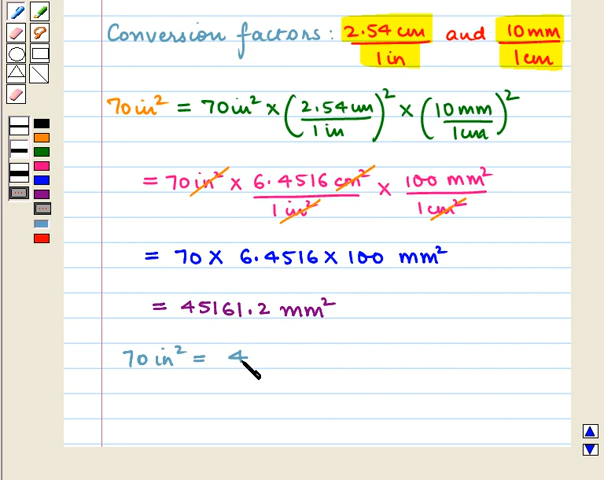 Conversion factors: 2.54 cm / 1 in and 10 mm / 1 cm
70 in² = 70 in² × (2.54 cm / 1 in)² × (10 mm / 1 cm)²
= 70 in² × 6.4516 cm² / 1 in² × 100 mm² / 1 cm²
= 70 × 6.4516 × 100 mm²
= 45161.2 mm²
70 in² = 4